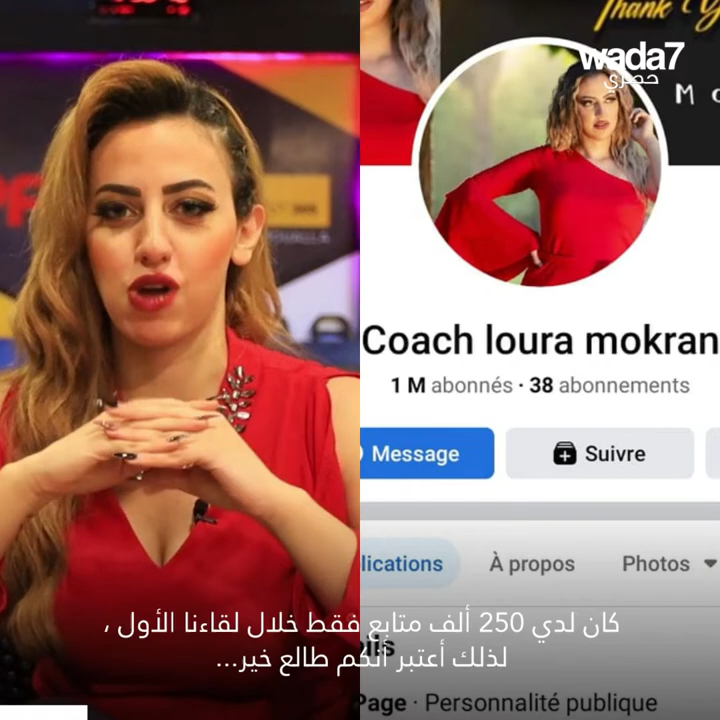 Thank Y
wada7
حصري
M
Coach loura mokran
1 M abonnés · 38 abonnements
Message
Suivre
lications
À propos
Photos
كان لدي 250 ألف متابع فقط خلال لقاءنا الأول ،
لذلك أعتبر أنكم طالع خير...
ils
Page · Personnalité publique